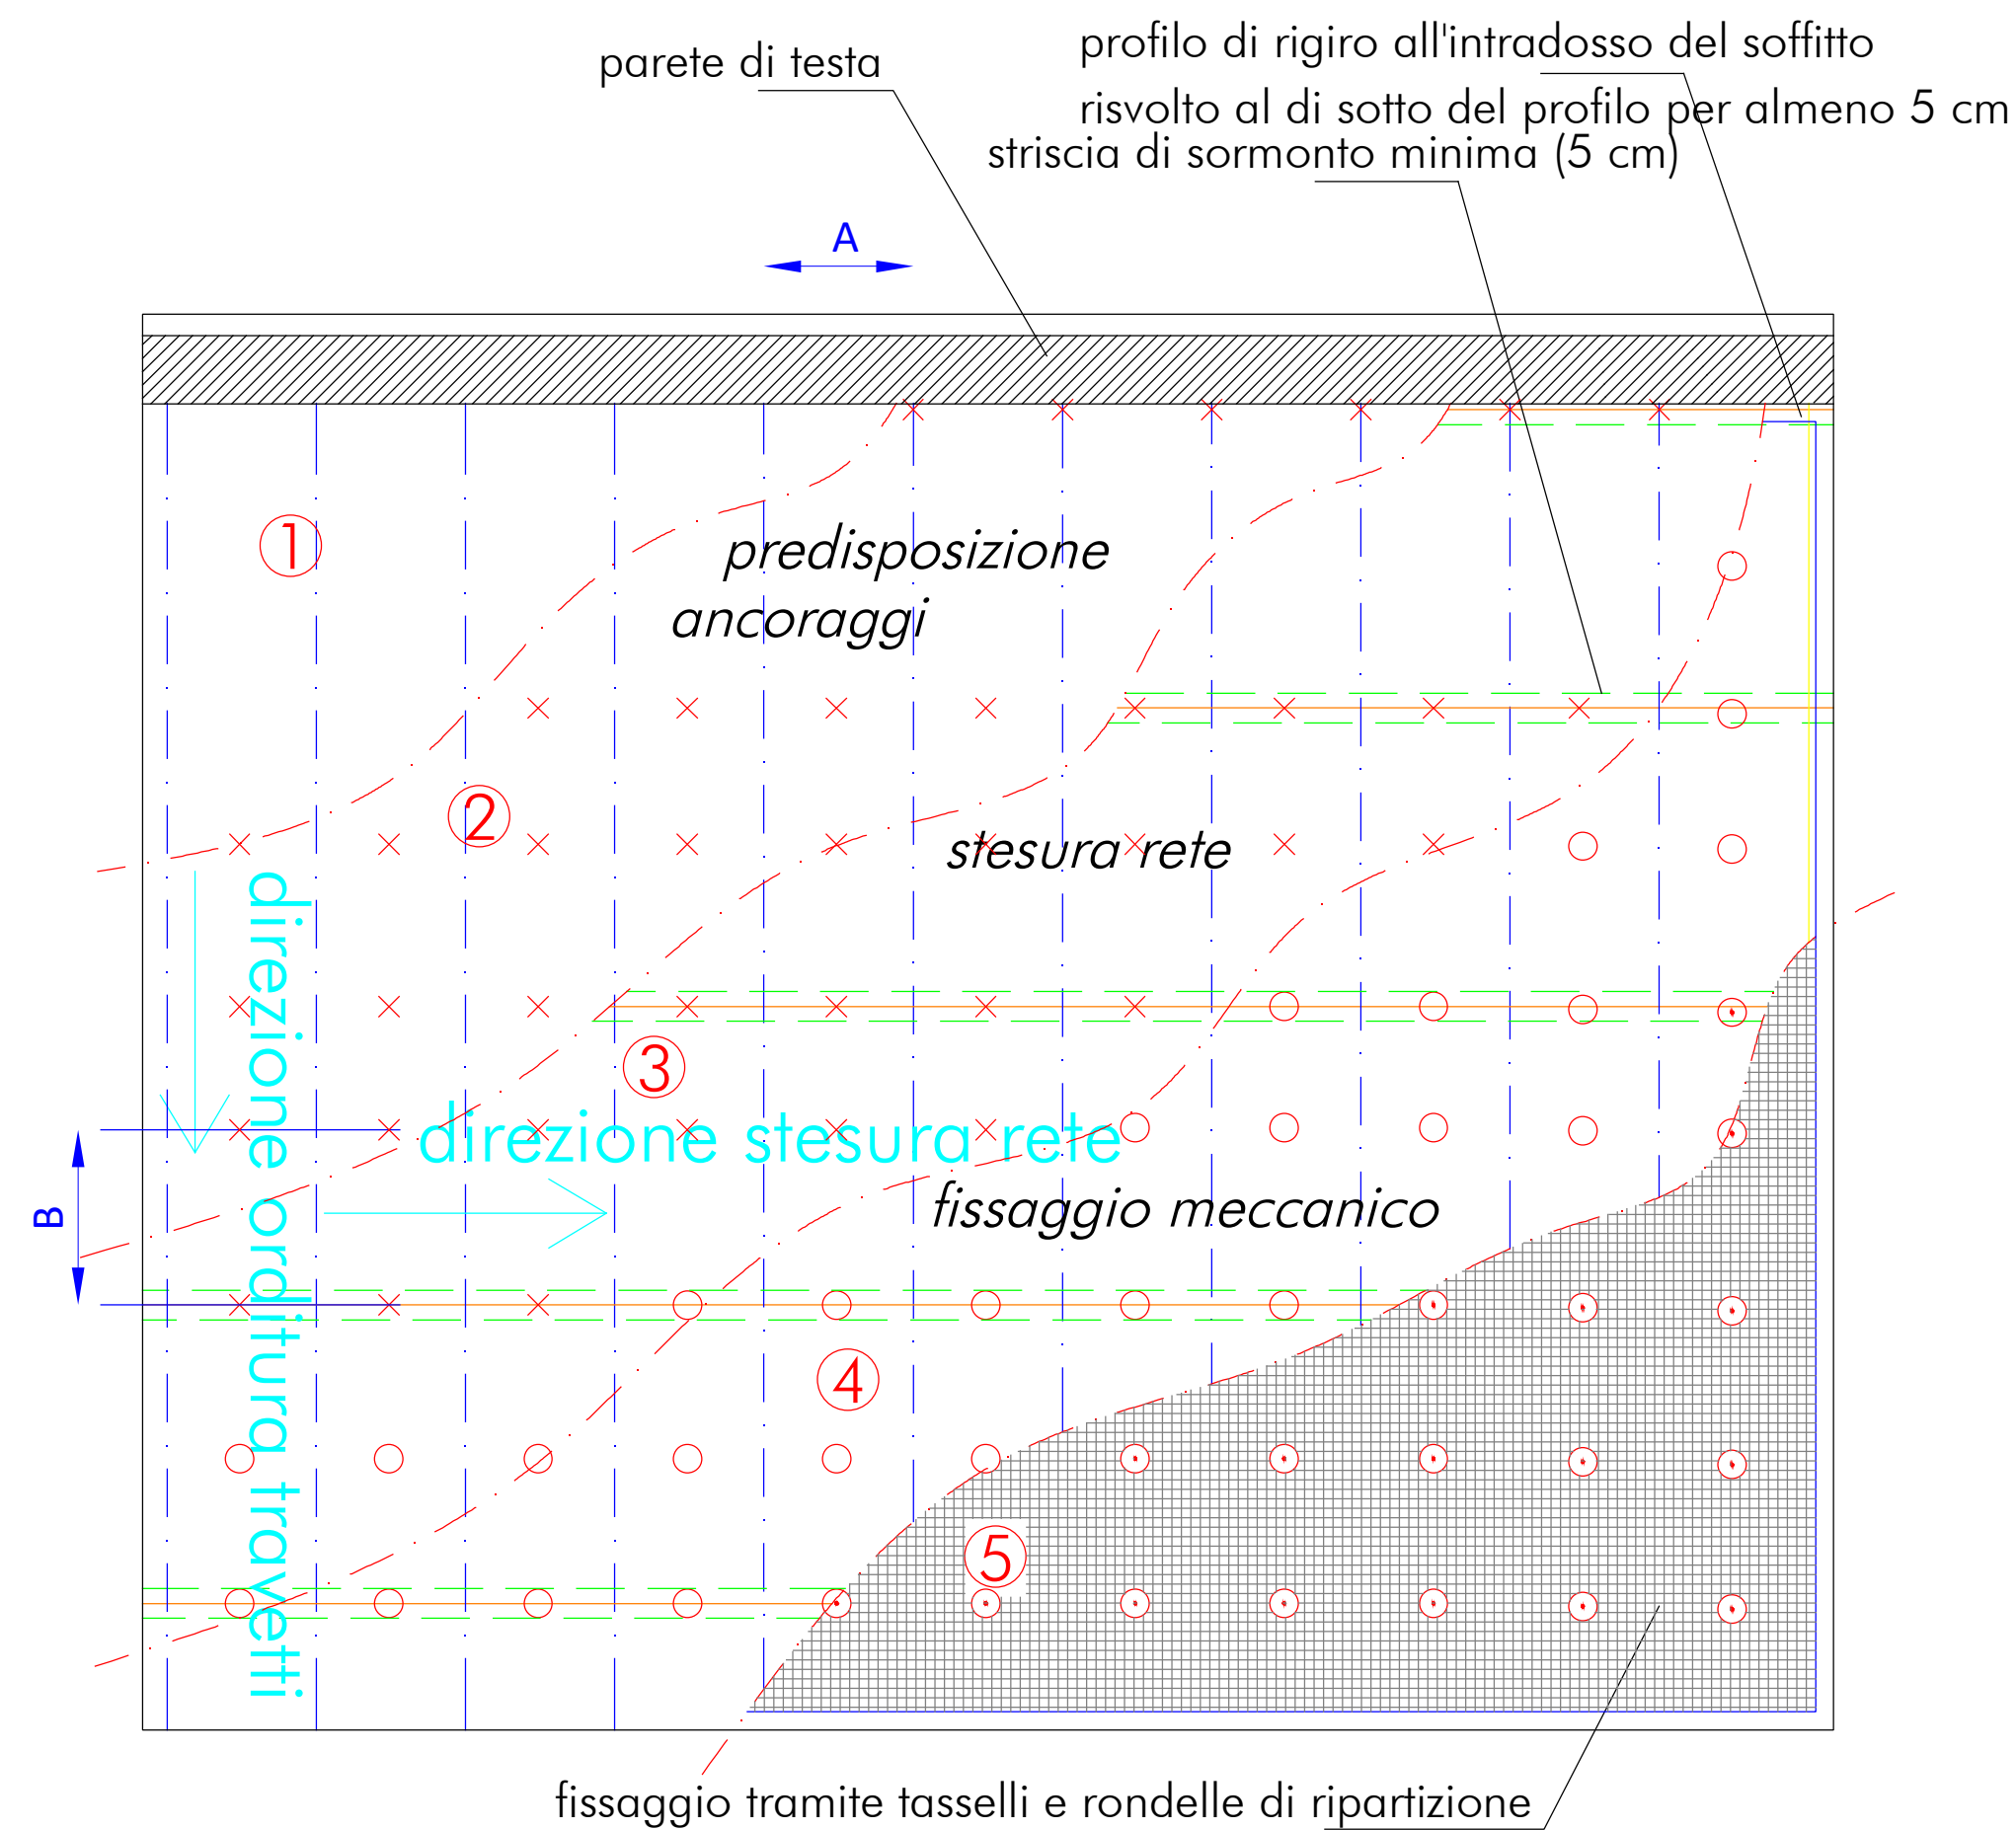 profilo di rigiro all'intradosso del soffitto
parete di testa
risvolto al di sotto del profilo per almeno 5 cm
striscia di sormonto minima (5 cm)
A
1
predisposizione
ancoraggi
2
stesura rete
direzione orditura travetti
3
direzione stesura rete
B
fissaggio meccanico
4
5
fissaggio tramite tasselli e rondelle di ripartizione